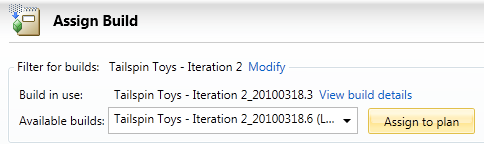 Assign Build
Filter for builds: Tailspin Toys - Iteration 2 Modify
Build in use: Tailspin Toys - Iteration 2_20100318.3 View build details
Available builds: Tailspin Toys - Iteration 2_20100318.6 (L... Assign to plan